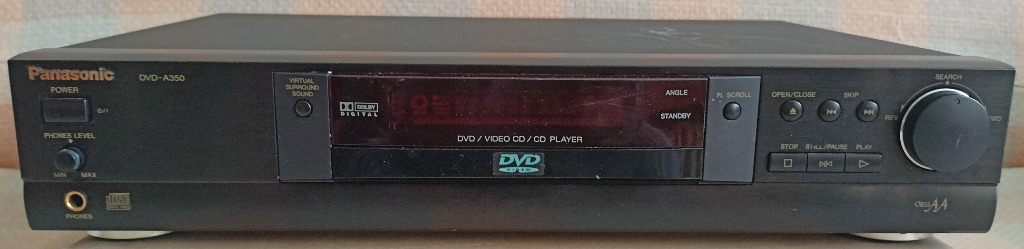 Panasonic
DVD-A350
POWER
PHONES LEVEL
MIN MAX
PHONES
VIRTUAL
SURROUND
SOUND
DOLBY
DIGITAL
ANGLE
STANDBY
DVD / VIDEO CD / CD PLAYER
DVD
VIDEO
FL SCROLL
OPEN/CLOSE
SKIP
STOP STILL/PAUSE PLAY
SEARCH
REV
class AA